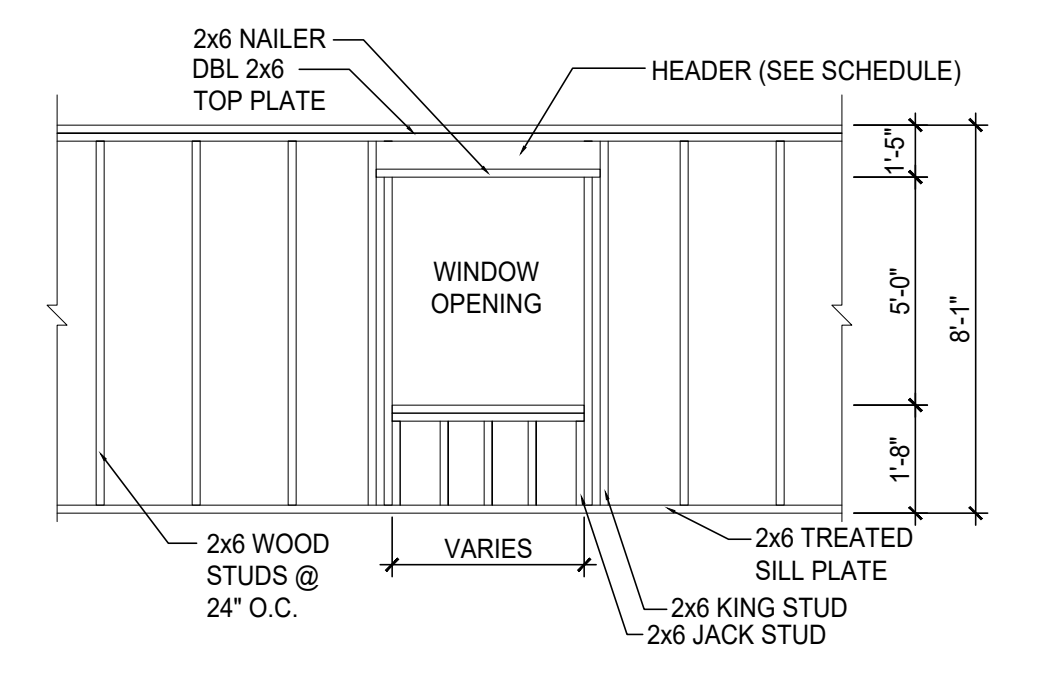 2x6 NAILER
DBL 2x6
TOP PLATE
HEADER (SEE SCHEDULE)
1'-5"
WINDOW
OPENING
5'-0"
8'-1"
1'-8"
2x6 WOOD
STUDS @
24" O.C.
VARIES
2x6 TREATED
SILL PLATE
2x6 KING STUD
2x6 JACK STUD